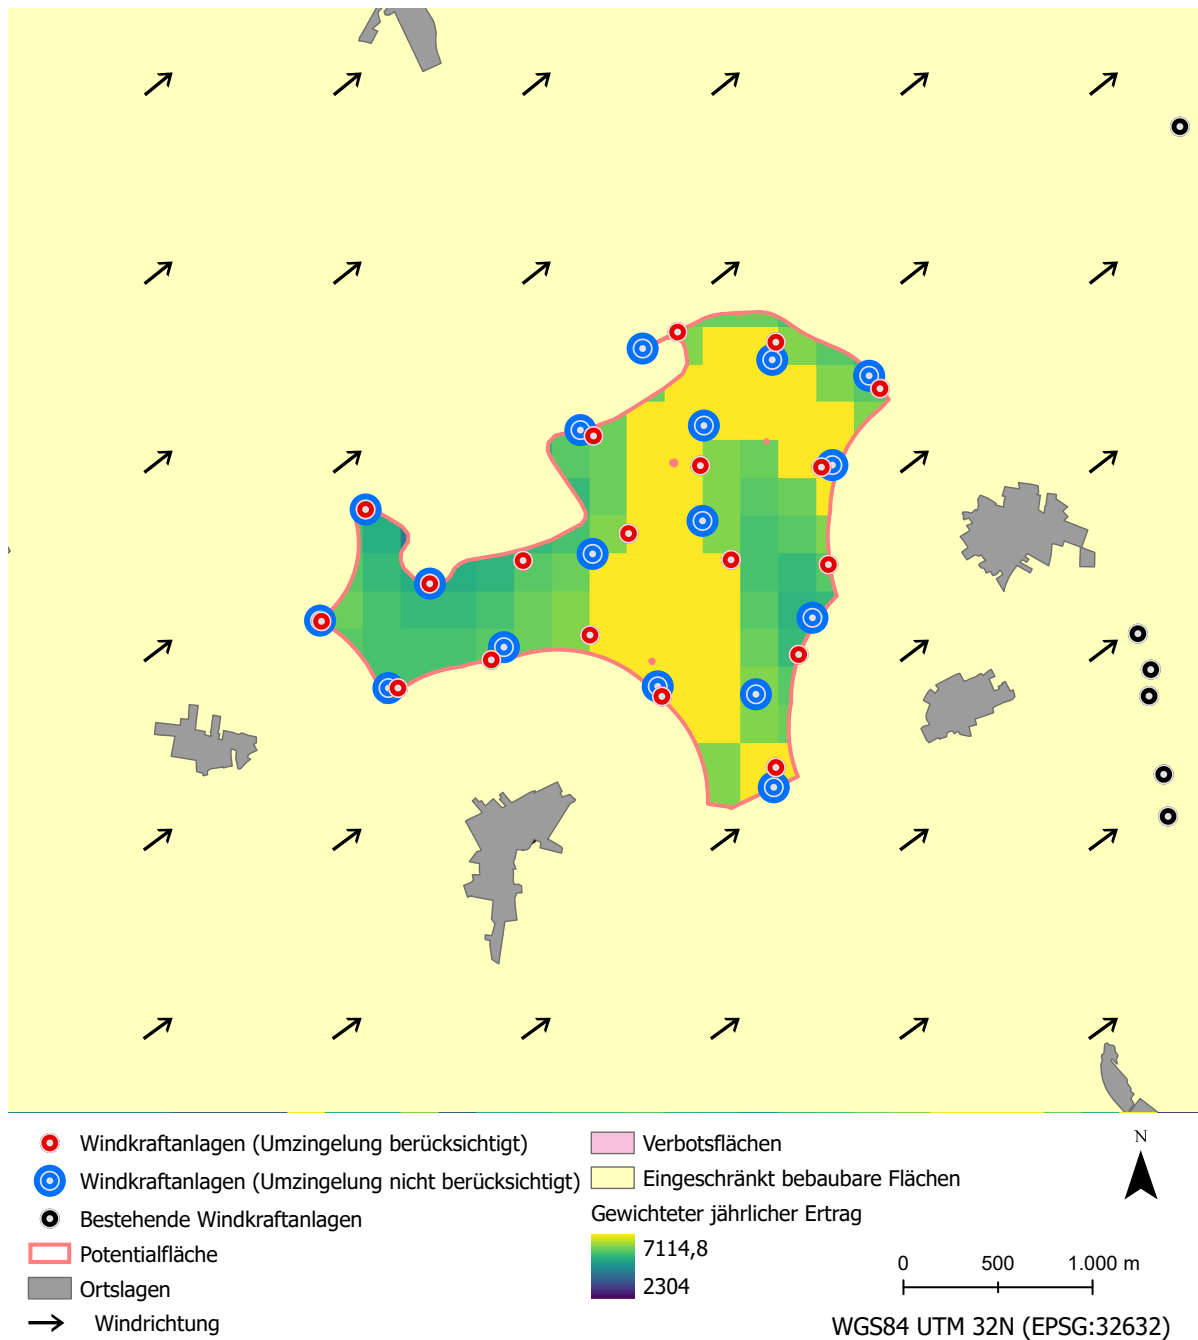 Windkraftanlagen (Umzingelung berücksichtigt)
Windkraftanlagen (Umzingelung nicht berücksichtigt)
Bestehende Windkraftanlagen
Potentialfläche
Ortslagen
Windrichtung
Verbotsflächen
Eingeschränkt bebaubare Flächen
Gewichteter jährlicher Ertrag
7114,8
2304
N
0 500 1.000 m
WGS84 UTM 32N (EPSG:32632)